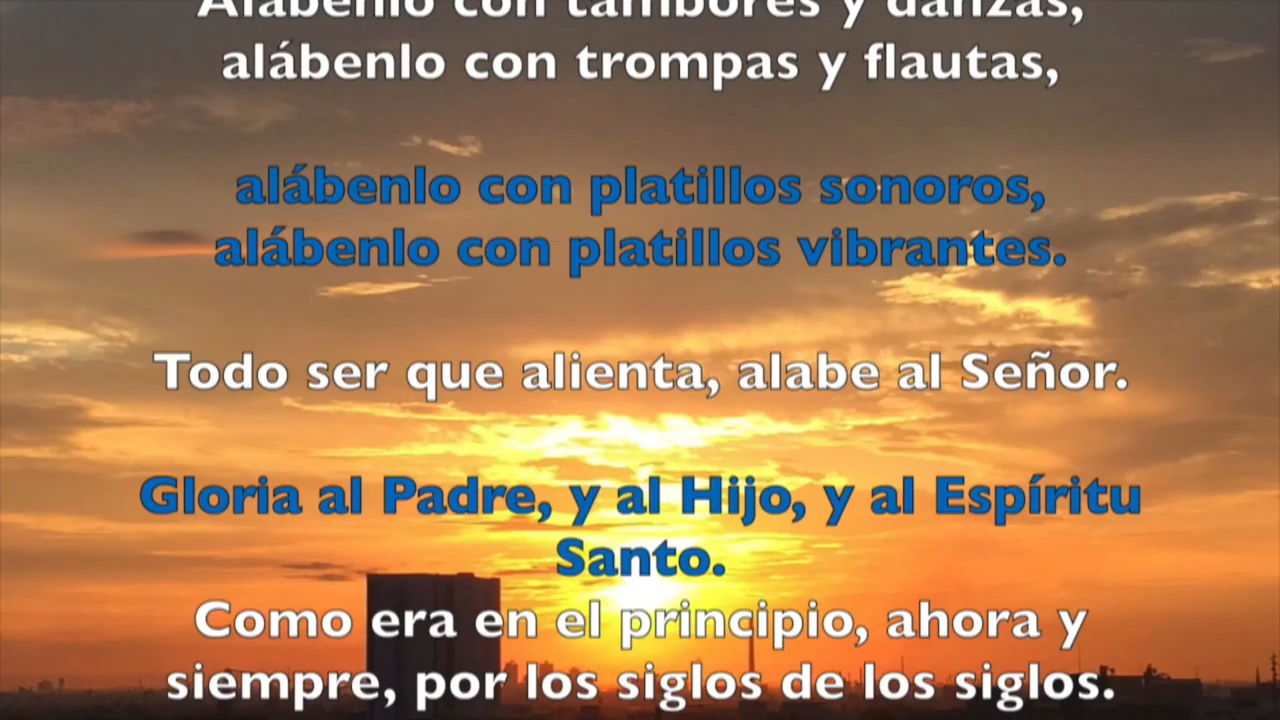 Alábenlo con tambores y danzas,
alábenlo con trompas y flautas,
alábenlo con platillos sonoros,
alábenlo con platillos vibrantes.
Todo ser que alienta, alabe al Señor.
Gloria al Padre, y al Hijo, y al Espíritu
Santo.
Como era en el principio, ahora y
siempre, por los siglos de los siglos.